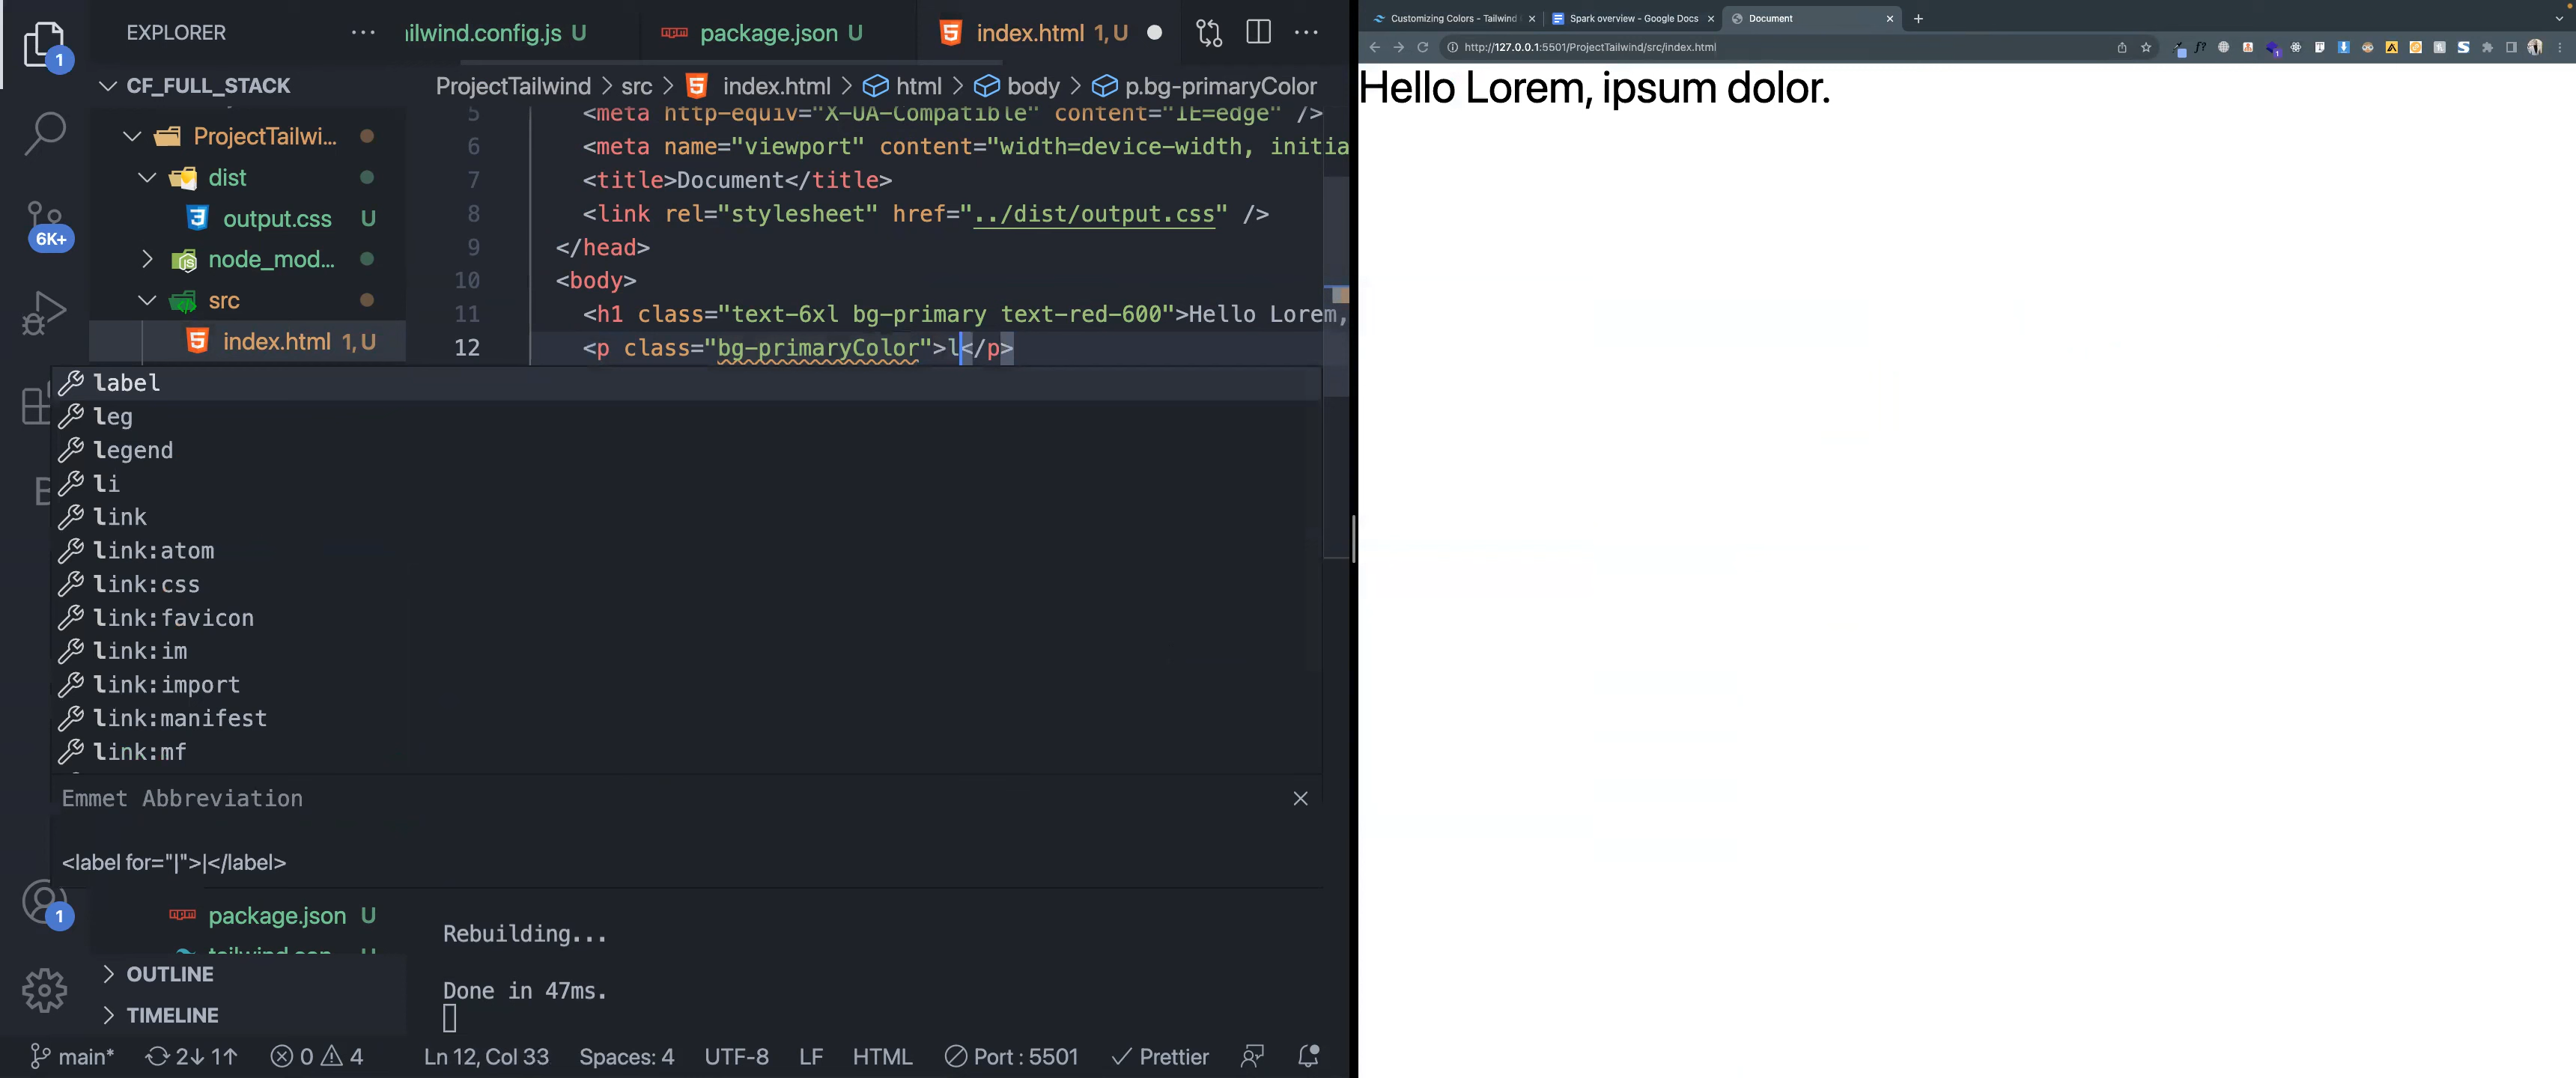 EXPLORER
CF_FULL_STACK
ProjectTailwi...
dist
output.css U
node_mod...
src
index.html 1, U
package.json U
OUTLINE
TIMELINE
1
6K+
1
ilwind.config.js U
package.json U
index.html 1, U
ProjectTailwind > src > index.html > html > body > p.bg-primaryColor
5 <meta http-equiv="X-UA-Compatible" content="IE=edge" />
6 <meta name="viewport" content="width=device-width, initia
7 <title>Document</title>
8 <link rel="stylesheet" href="../dist/output.css" />
9 </head>
10 <body>
11 <h1 class="text-6xl bg-primary text-red-600">Hello Lorem,
12 <p class="bg-primaryColor">l</p>
label
leg
legend
li
link
link:atom
link:css
link:favicon
link:im
link:import
link:manifest
link:mf
Emmet Abbreviation
<label for="|">|</label>
Rebuilding...
Done in 47ms.
main* 2↓ 1↑ 0 4 Ln 12, Col 33 Spaces: 4 UTF-8 LF HTML Port : 5501 Prettier
Customizing Colors - Tailwind
Spark overview - Google Docs
Document
http://127.0.0.1:5501/ProjectTailwind/src/index.html
Hello Lorem, ipsum dolor.